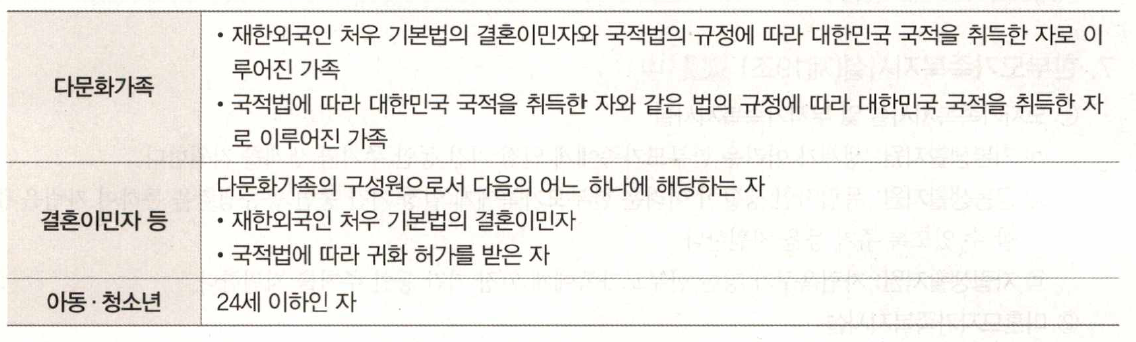 다문화가족
• 재한외국인 처우 기본법의 결혼이민자와 국적법의 규정에 따라 대한민국 국적을 취득한 자로 이
루어진 가족
• 국적법에 따라 대한민국 국적을 취득한 자와 같은 법의 규정에 따라 대한민국 국적을 취득한 자
로 이루어진 가족
결혼이민자 등
다문화가족의 구성원으로서 다음의 어느 하나에 해당하는 자
• 재한외국인 처우 기본법의 결혼이민자
• 국적법에 따라 귀화 허가를 받은 자
아동·청소년
24세 이하인 자